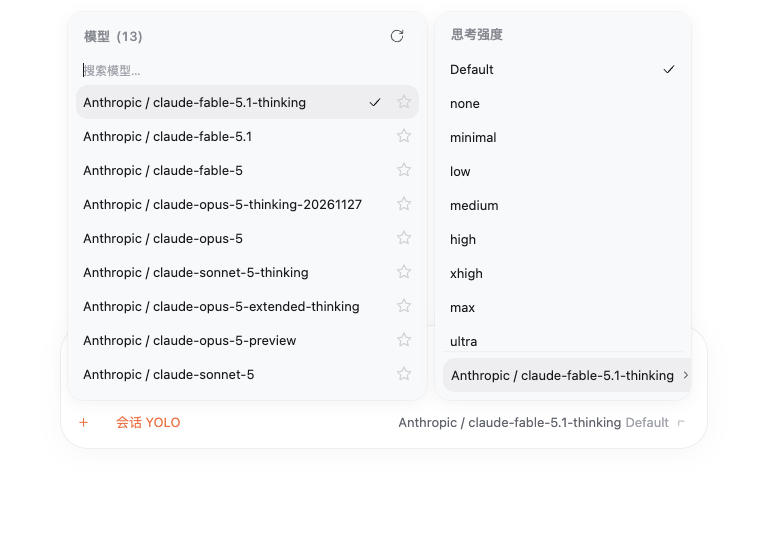 模型 (13)
搜索模型...
Anthropic / claude-fable-5.1-thinking
Anthropic / claude-fable-5.1
Anthropic / claude-fable-5
Anthropic / claude-opus-5-thinking-20261127
Anthropic / claude-opus-5
Anthropic / claude-sonnet-5-thinking
Anthropic / claude-opus-5-extended-thinking
Anthropic / claude-opus-5-preview
Anthropic / claude-sonnet-5
思考强度
Default
none
minimal
low
medium
high
xhigh
max
ultra
Anthropic / claude-fable-5.1-thinking
+ 会话 YOLO
Anthropic / claude-fable-5.1-thinking Default